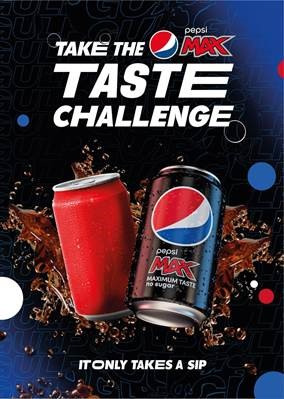 TAKE THE pepsi MAX
TASTE
CHALLENGE
pepsi
MAX
MAXIMUM TASTE
no sugar
IT ONLY TAKES A SIP